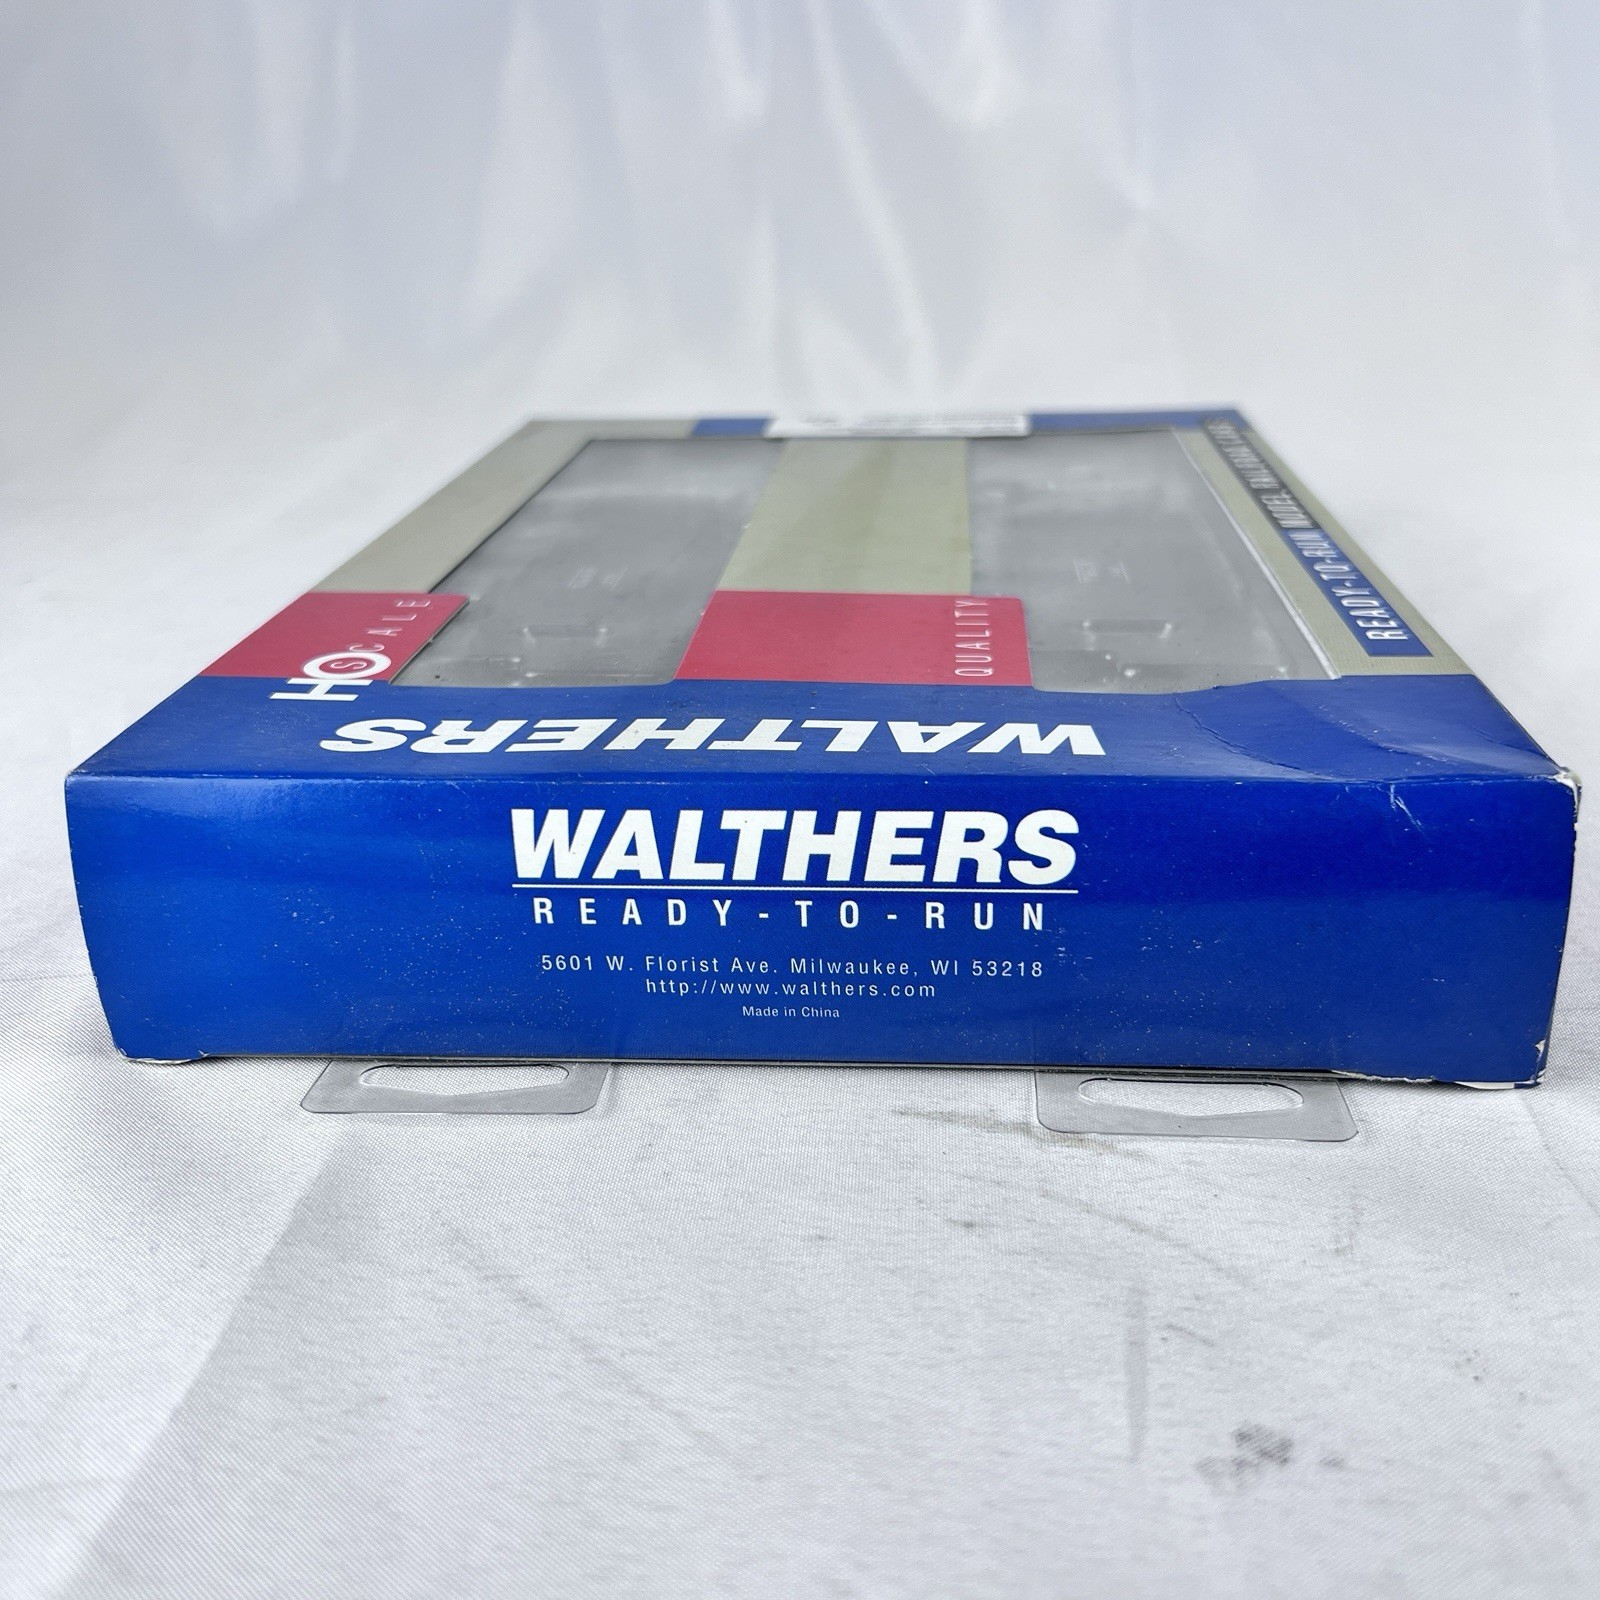 READY-TO-RUN MODEL RAILROAD CARS
HO SCALE
QUALITY
WALTHERS
WALTHERS
READY-TO-RUN
5601 W. Florist Ave. Milwaukee, WI 53218
http://www.walthers.com
Made in China